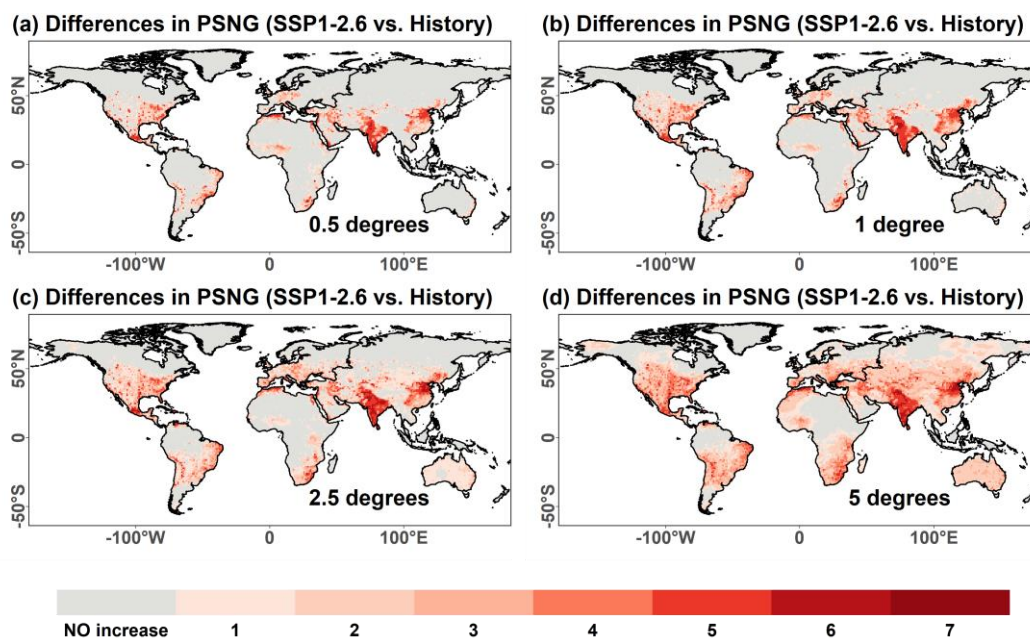 (a) Differences in PSNG (SSP1-2.6 vs. History)
50°N
0
-50°S
0.5 degrees
-100°W
0
100°E
(b) Differences in PSNG (SSP1-2.6 vs. History)
50°N
0
-50°S
1 degree
-100°W
0
100°E
(c) Differences in PSNG (SSP1-2.6 vs. History)
50°N
0
-50°S
2.5 degrees
-100°W
0
100°E
(d) Differences in PSNG (SSP1-2.6 vs. History)
50°N
0
-50°S
5 degrees
-100°W
0
100°E
NO increase 1 2 3 4 5 6 7